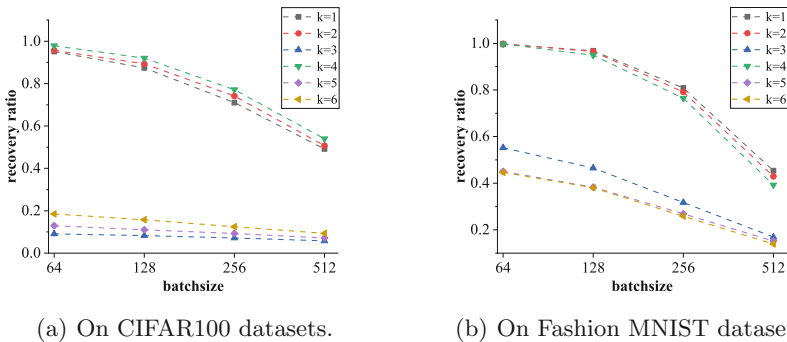 k=1
k=2
k=3
k=4
k=5
k=6
1.0
0.8
0.6
0.4
0.2
0.0
recovery ratio
64 128 256 512
batchsize
(a) On CIFAR100 datasets.
k=1
k=2
k=3
k=4
k=5
k=6
1.0
0.8
0.6
0.4
0.2
recovery ratio
64 128 256 512
batchsize
(b) On Fashion MNIST datase